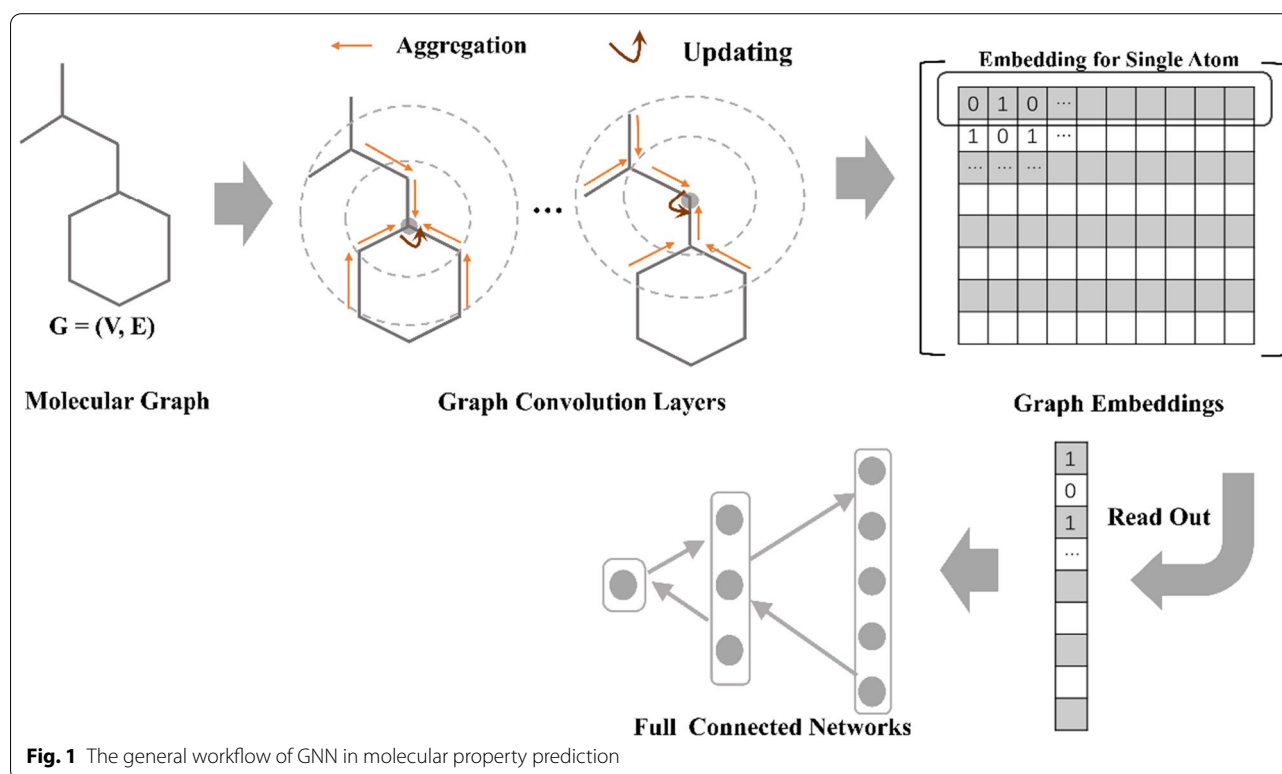 Aggregation
Updating
Embedding for Single Atom
0 1 0 ...
1 0 1 ...
... ... ...
...
G = (V, E)
Molecular Graph
Graph Convolution Layers
Graph Embeddings
1
0
1
...
Read Out
Full Connected Networks
Fig. 1 The general workflow of GNN in molecular property prediction